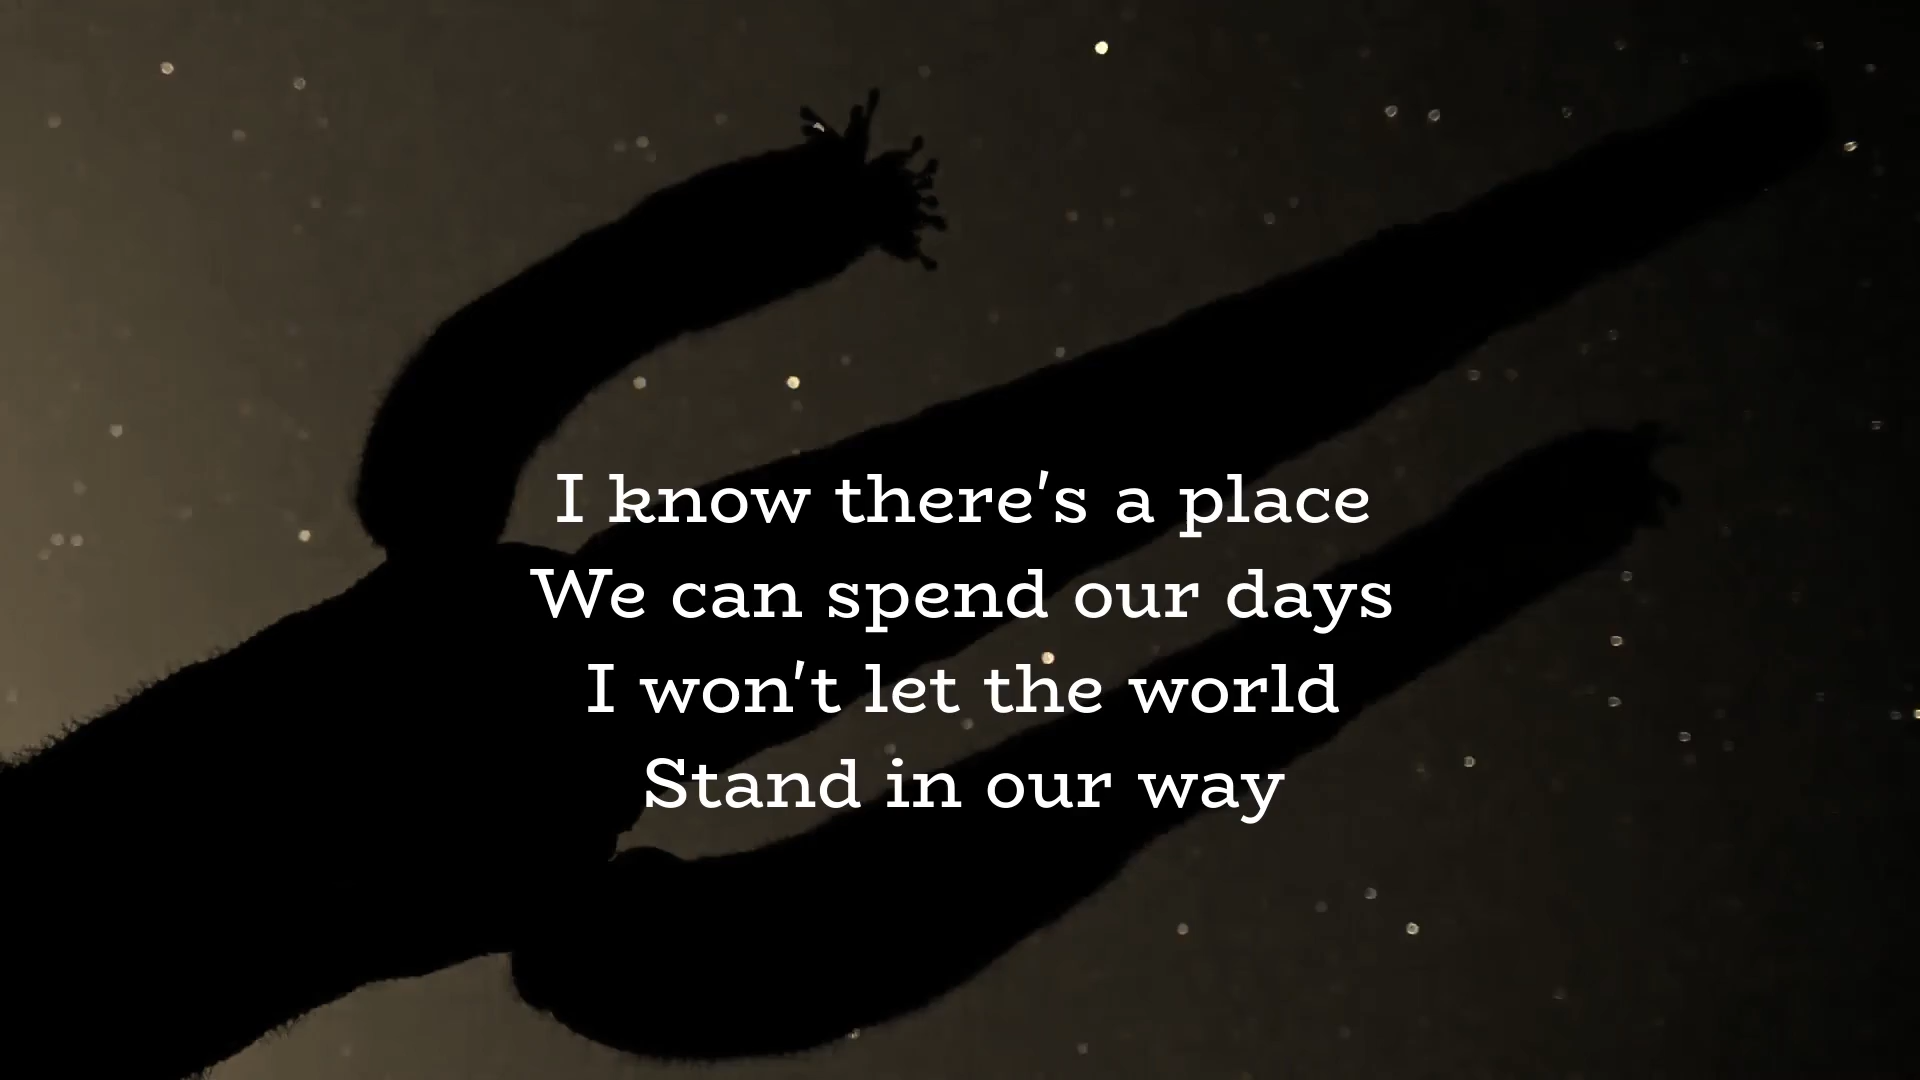 I know there's a place
We can spend our days
I won't let the world
Stand in our way